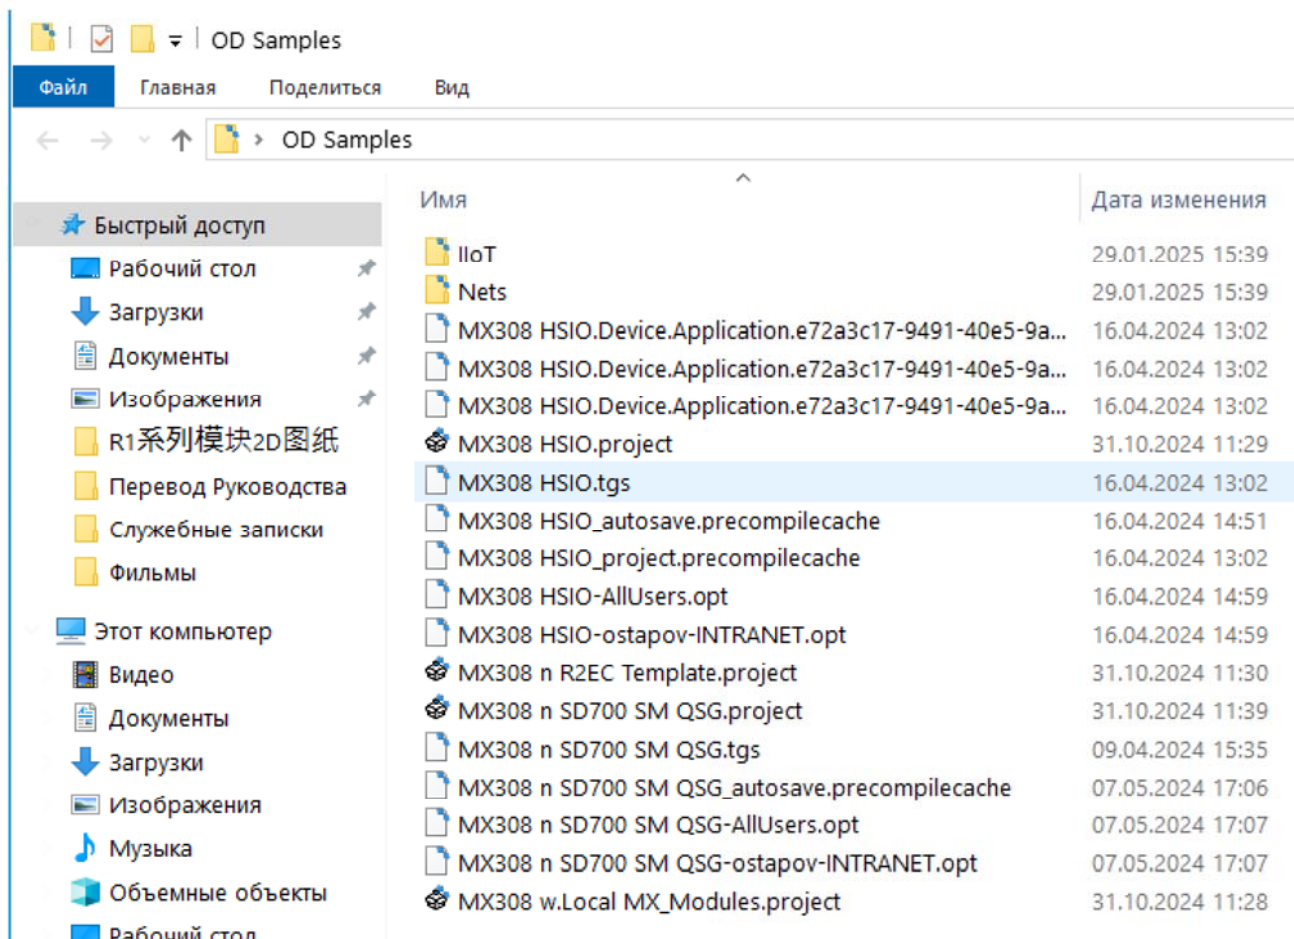 OD Samples
Файл Главная Поделиться Вид
OD Samples
Имя Дата изменения
Быстрый доступ
Рабочий стол
Загрузки
Документы
Изображения
R1系列模块2D图纸
Перевод Руководства
Служебные записки
Фильмы
Этот компьютер
Видео
Документы
Загрузки
Изображения
Музыка
Объемные объекты
Рабочий стол
IIoT 29.01.2025 15:39
Nets 29.01.2025 15:39
MX308 HSIO.Device.Application.e72a3c17-9491-40e5-9a... 16.04.2024 13:02
MX308 HSIO.Device.Application.e72a3c17-9491-40e5-9a... 16.04.2024 13:02
MX308 HSIO.Device.Application.e72a3c17-9491-40e5-9a... 16.04.2024 13:02
MX308 HSIO.project 31.10.2024 11:29
MX308 HSIO.tgs 16.04.2024 13:02
MX308 HSIO_autosave.precompilecache 16.04.2024 14:51
MX308 HSIO_project.precompilecache 16.04.2024 13:02
MX308 HSIO-AllUsers.opt 16.04.2024 14:59
MX308 HSIO-ostapov-INTRANET.opt 16.04.2024 14:59
MX308 n R2EC Template.project 31.10.2024 11:30
MX308 n SD700 SM QSG.project 31.10.2024 11:39
MX308 n SD700 SM QSG.tgs 09.04.2024 15:35
MX308 n SD700 SM QSG_autosave.precompilecache 07.05.2024 17:06
MX308 n SD700 SM QSG-AllUsers.opt 07.05.2024 17:07
MX308 n SD700 SM QSG-ostapov-INTRANET.opt 07.05.2024 17:07
MX308 w.Local MX_Modules.project 31.10.2024 11:28